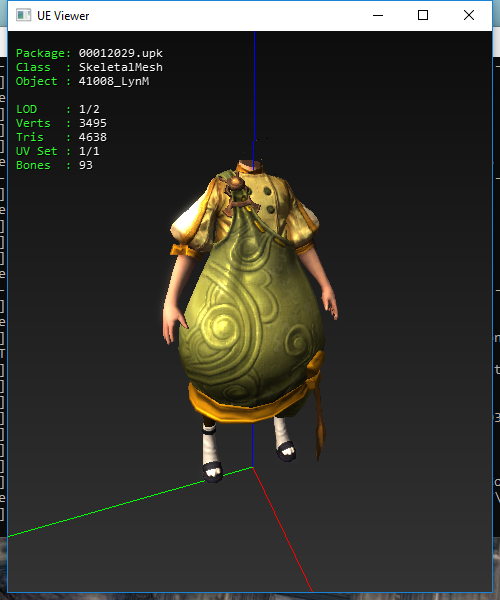 UE Viewer
Package: 00012029.upk
Class : SkeletalMesh
Object : 41008_LynM
LOD : 1/2
Verts : 3495
Tris : 4638
UV Set : 1/1
Bones : 93